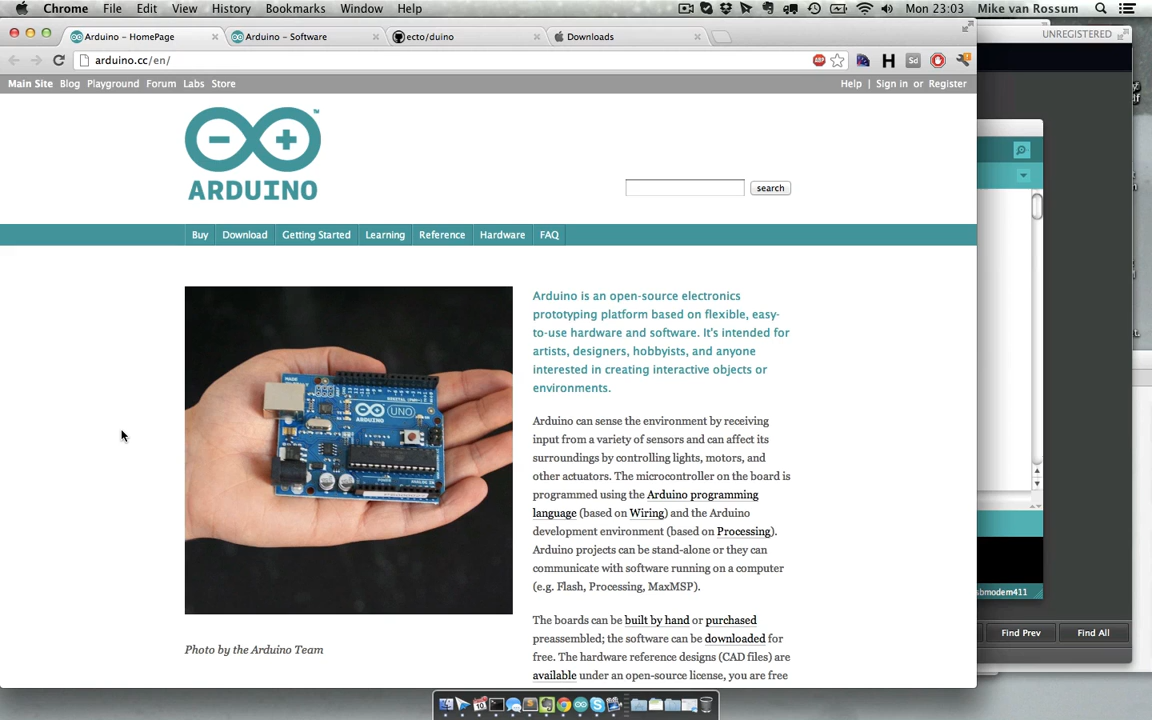 Chrome File Edit View History Bookmarks Window Help Mon 23:03 Mike van Rossum
Arduino - HomePage Arduino - Software ecto/duino Downloads UNREGISTERED
arduino.cc/en/ ABP H Sd
Main Site Blog Playground Forum Labs Store Help | Sign in or Register
ARDUINO
TM
search
Buy Download Getting Started Learning Reference Hardware FAQ
Arduino is an open-source electronics
prototyping platform based on flexible, easy-
to-use hardware and software. It's intended for
artists, designers, hobbyists, and anyone
interested in creating interactive objects or
environments.
UNO
ARDUINO
Arduino can sense the environment by receiving
input from a variety of sensors and can affect its
surroundings by controlling lights, motors, and
other actuators. The microcontroller on the board is
programmed using the Arduino programming
language (based on Wiring) and the Arduino
development environment (based on Processing).
Arduino projects can be stand-alone or they can
communicate with software running on a computer
(e.g. Flash, Processing, MaxMSP).
The boards can be built by hand or purchased
preassembled; the software can be downloaded for
free. The hardware reference designs (CAD files) are
available under an open-source license, you are free
Photo by the Arduino Team
sbmodem411
Find Prev Find All